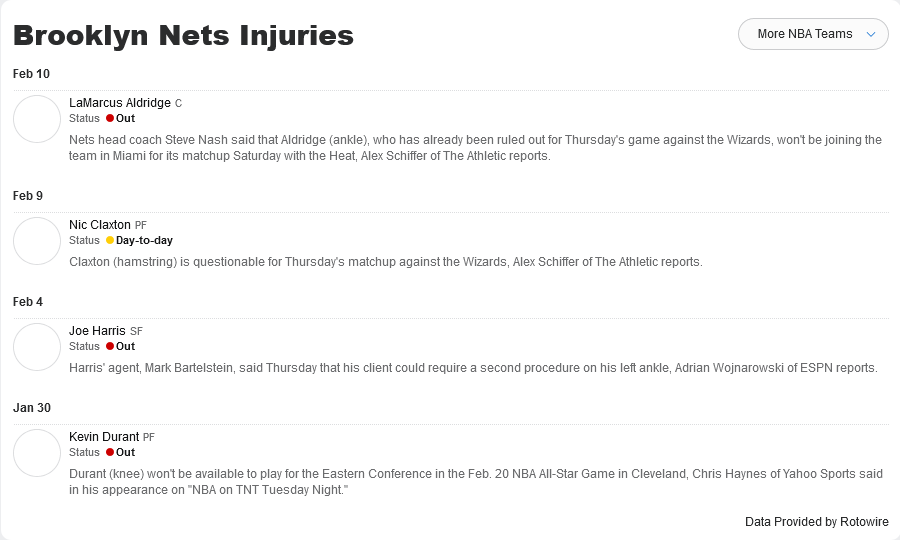 Brooklyn Nets Injuries
More NBA Teams
Feb 10
LaMarcus Aldridge C
Status Out
Nets head coach Steve Nash said that Aldridge (ankle), who has already been ruled out for Thursday's game against the Wizards, won't be joining the
team in Miami for its matchup Saturday with the Heat, Alex Schiffer of The Athletic reports.
Feb 9
Nic Claxton PF
Status Day-to-day
Claxton (hamstring) is questionable for Thursday's matchup against the Wizards, Alex Schiffer of The Athletic reports.
Feb 4
Joe Harris SF
Status Out
Harris' agent, Mark Bartelstein, said Thursday that his client could require a second procedure on his left ankle, Adrian Wojnarowski of ESPN reports.
Jan 30
Kevin Durant PF
Status Out
Durant (knee) won't be available to play for the Eastern Conference in the Feb. 20 NBA All-Star Game in Cleveland, Chris Haynes of Yahoo Sports said
in his appearance on "NBA on TNT Tuesday Night."
Data Provided by Rotowire